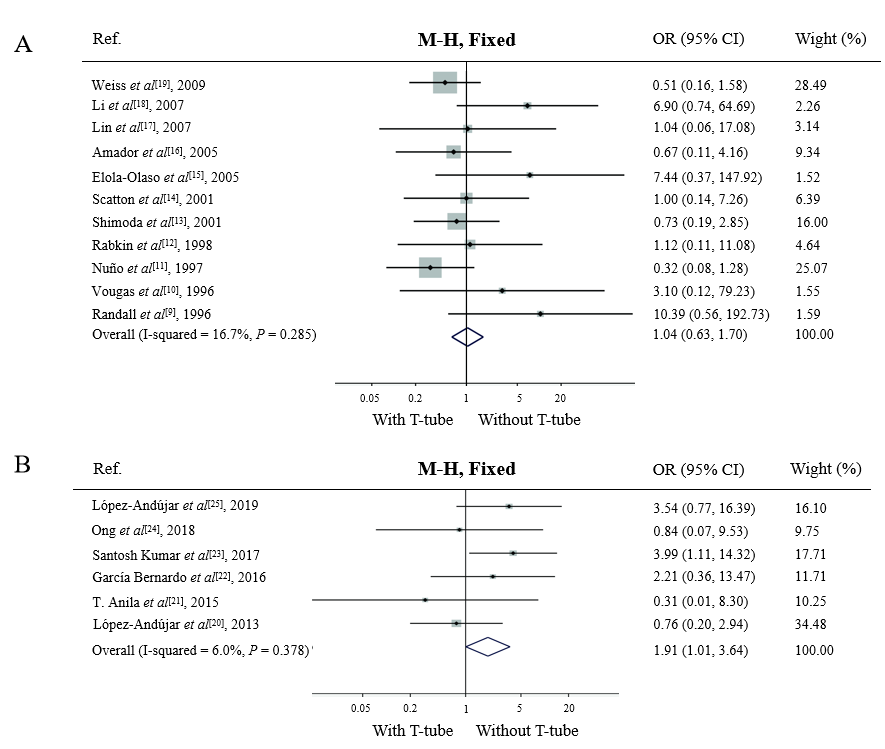 A
Ref. M-H, Fixed OR (95% CI) Wight (%)
Weiss et al[19], 2009 0.51 (0.16, 1.58) 28.49
Li et al[18], 2007 6.90 (0.74, 64.69) 2.26
Lin et al[17], 2007 1.04 (0.06, 17.08) 3.14
Amador et al[16], 2005 0.67 (0.11, 4.16) 9.34
Elola-Olaso et al[15], 2005 7.44 (0.37, 147.92) 1.52
Scatton et al[14], 2001 1.00 (0.14, 7.26) 6.39
Shimoda et al[13], 2001 0.73 (0.19, 2.85) 16.00
Rabkin et al[12], 1998 1.12 (0.11, 11.08) 4.64
Nuño et al[11], 1997 0.32 (0.08, 1.28) 25.07
Vougas et al[10], 1996 3.10 (0.12, 79.23) 1.55
Randall et al[9], 1996 10.39 (0.56, 192.73) 1.59
Overall (I-squared = 16.7%, P = 0.285) 1.04 (0.63, 1.70) 100.00
0.05 0.2 1 5 20
With T-tube Without T-tube
B
Ref. M-H, Fixed OR (95% CI) Wight (%)
López-Andújar et al[25], 2019 3.54 (0.77, 16.39) 16.10
Ong et al[24], 2018 0.84 (0.07, 9.53) 9.75
Santosh Kumar et al[23], 2017 3.99 (1.11, 14.32) 17.71
García Bernardo et al[22], 2016 2.21 (0.36, 13.47) 11.71
T. Anila et al[21], 2015 0.31 (0.01, 8.30) 10.25
López-Andújar et al[20], 2013 0.76 (0.20, 2.94) 34.48
Overall (I-squared = 6.0%, P = 0.378) 1.91 (1.01, 3.64) 100.00
0.05 0.2 1 5 20
With T-tube Without T-tube